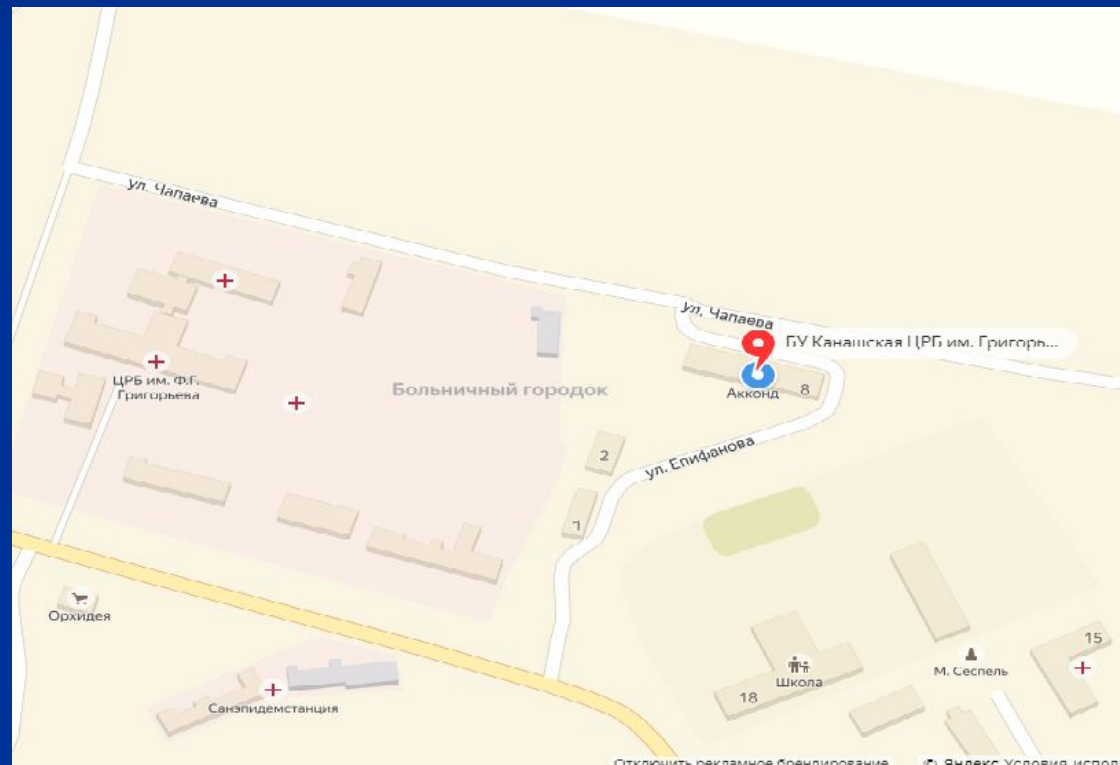 ул. Чапаева
ул. Чапаева
БУ Канашская ЦРБ им. Григорь...
ЦРБ им. Ф.Г.
Григорьева
Больничный городок
Акконд
8
2
ул. Епифанова
1
Орхидея
15
Школа
М. Сеспель
18
Санэпидемстанция
Отключить рекламное брендирование
© Яндекс Условия испол